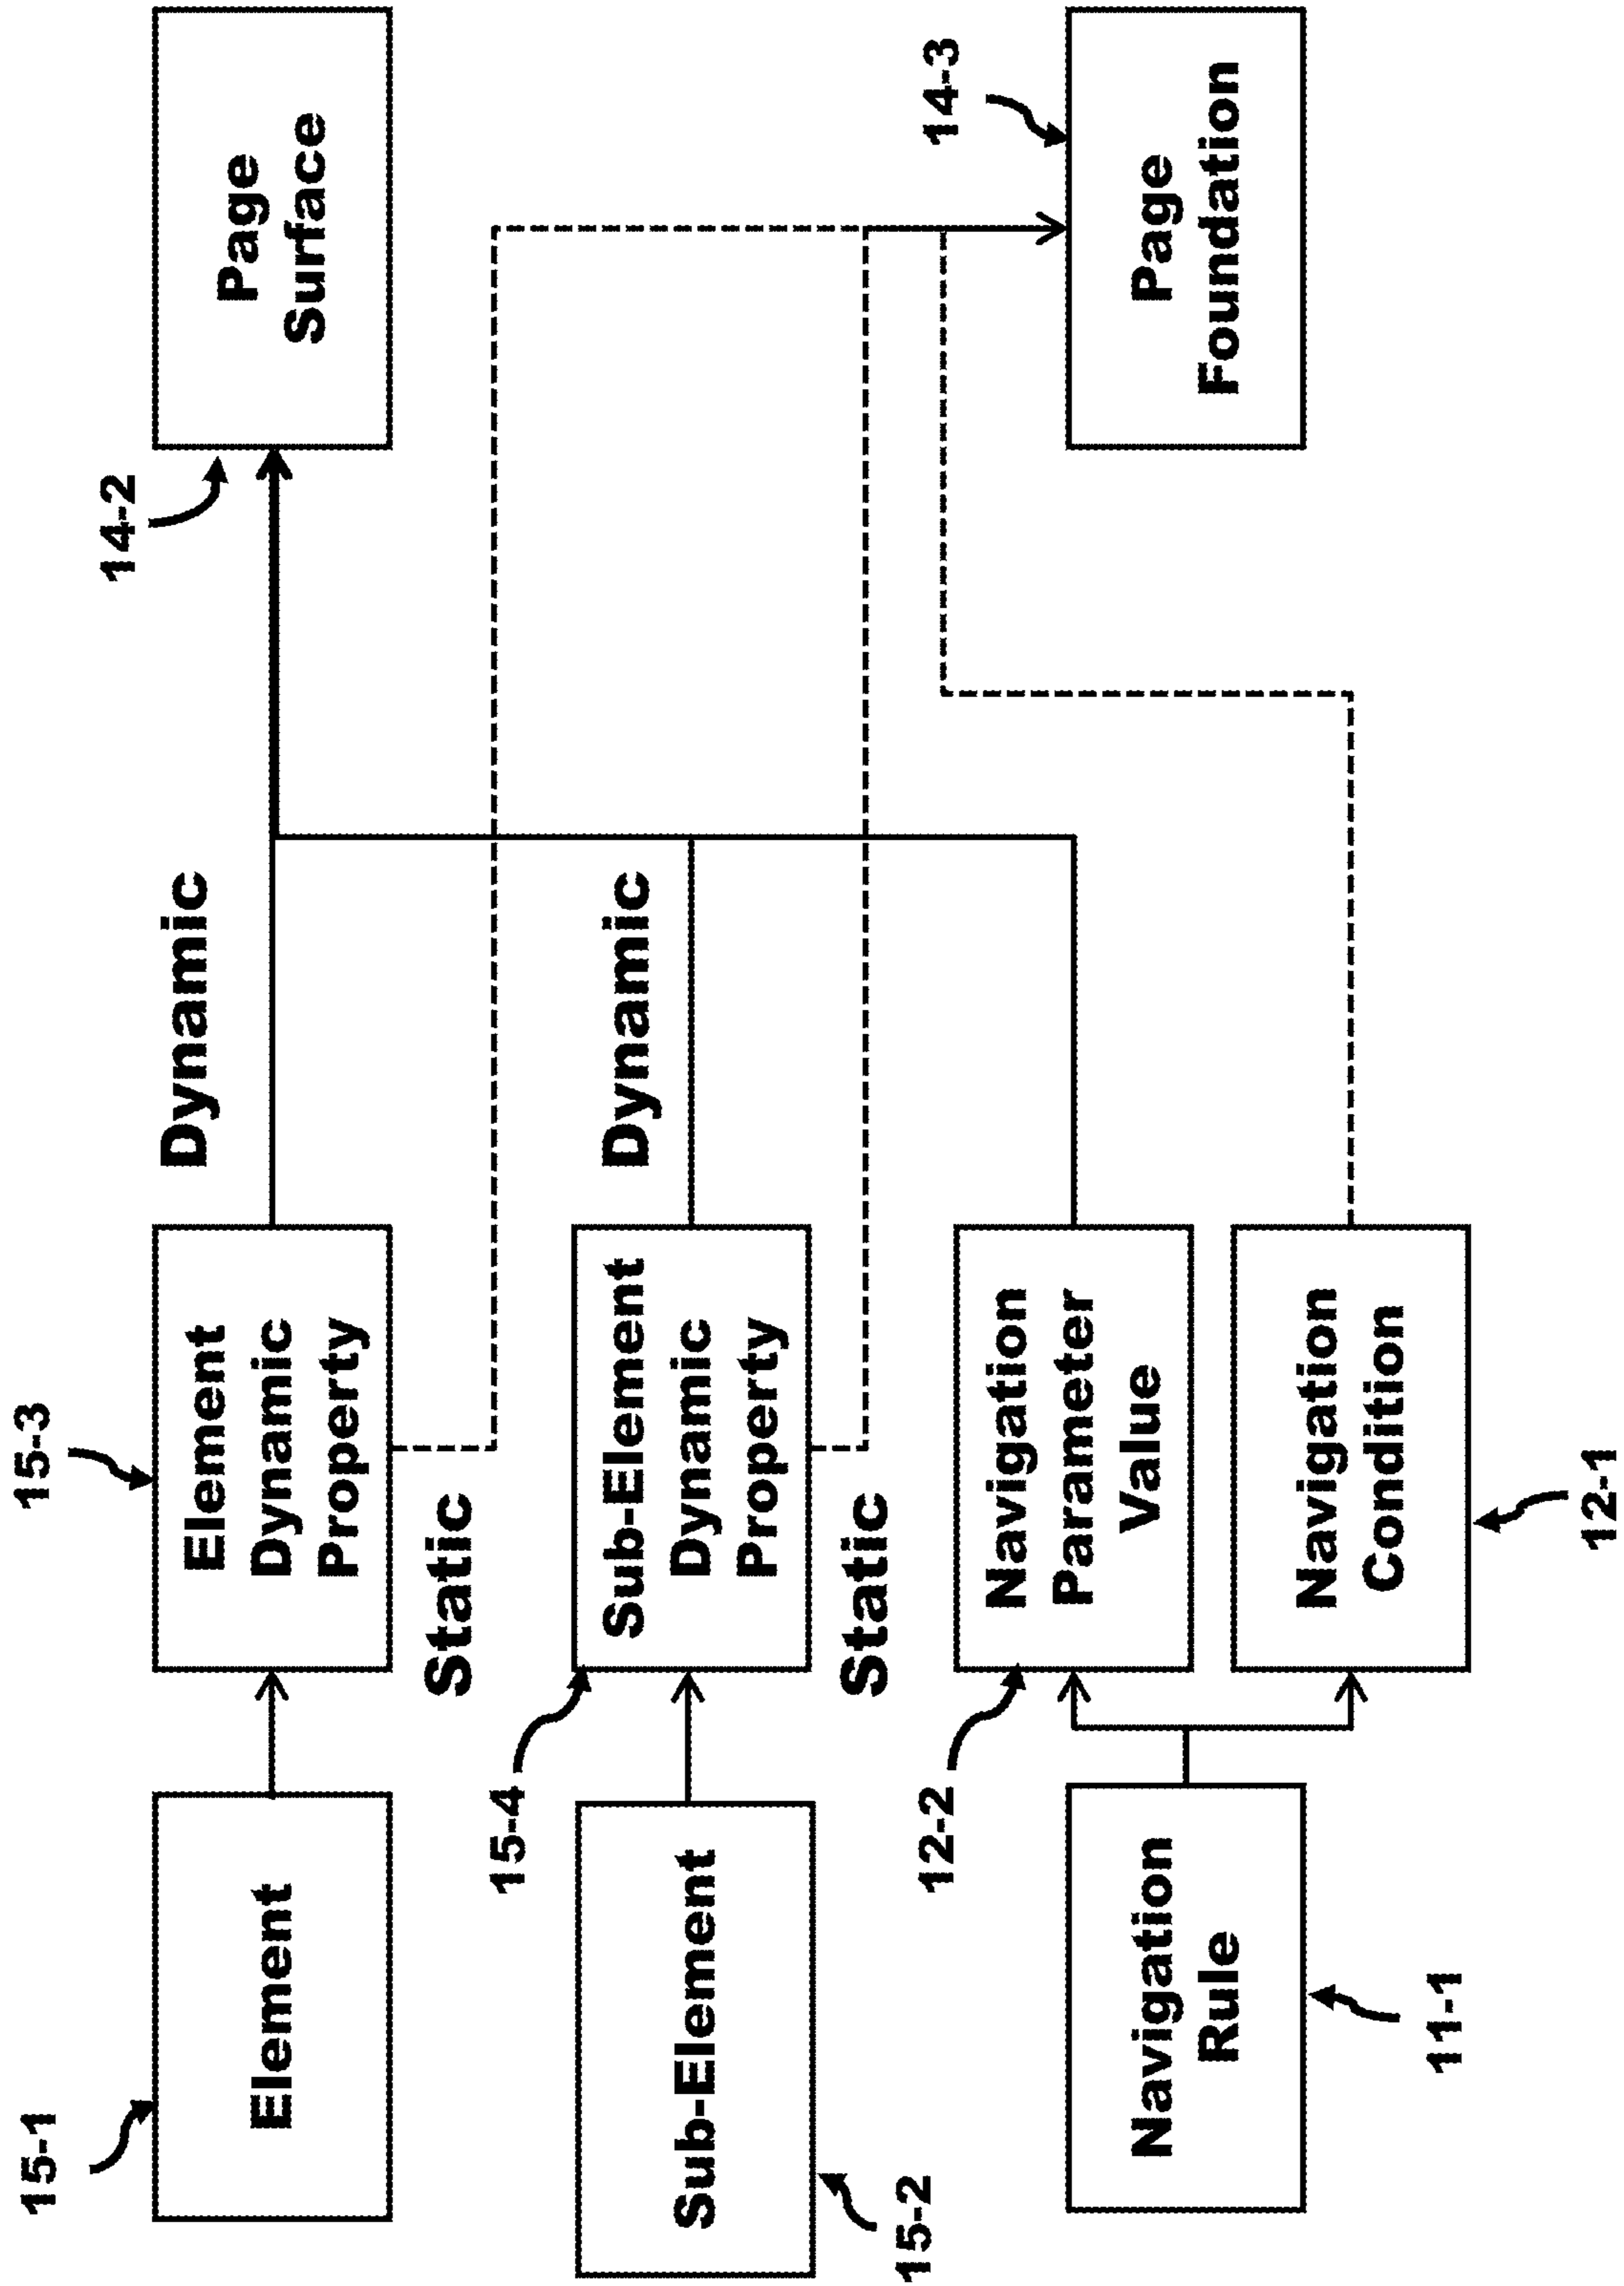 15-1
Element
15-3
Element
Dynamic
Property
Dynamic
14-2
Page
Surface
Static
15-2
Sub-Element
15-4
Sub-Element
Dynamic
Property
Dynamic
Static
11-1
Navigation
Rule
12-2
Navigation
Parameter
Value
12-1
Navigation
Condition
14-3
Page
Foundation